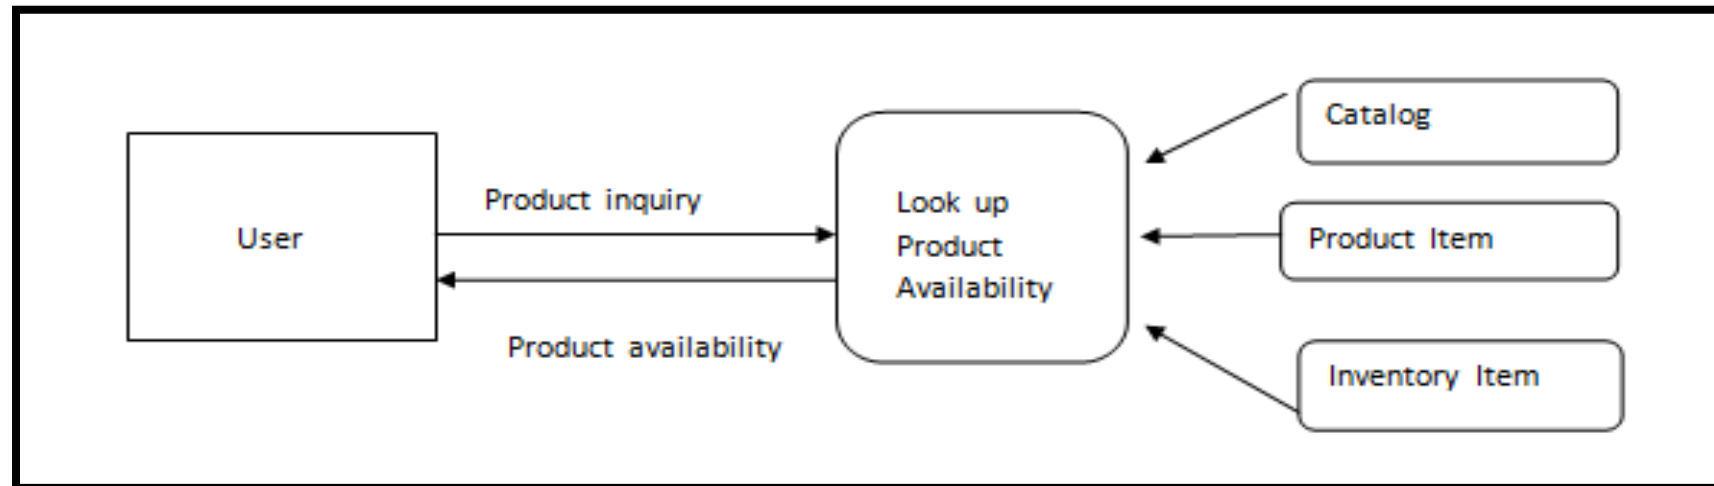 User
Product inquiry
Product availability
Look up
Product
Availability
Catalog
Product Item
Inventory Item